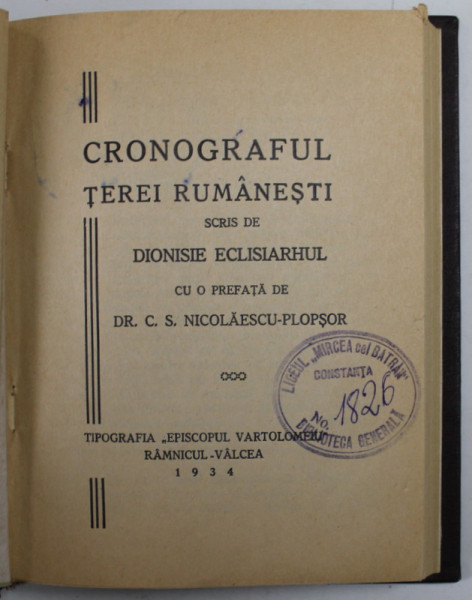 CRONOGRAFUL
ȚEREI RUMÂNEȘTI
SCRIS DE
DIONISIE ECLISIARHUL
CU O PREFAȚĂ DE
DR. C. S. NICOLĂESCU-PLOPȘOR
LICEUL „MIRCEA cel BATRAN"
CONSTANȚA
No. 1826
BIBLIOTECA GENERALĂ
TIPOGRAFIA „EPISCOPUL VARTOLOMEIU
RÂMNICUL-VÂLCEA
1934